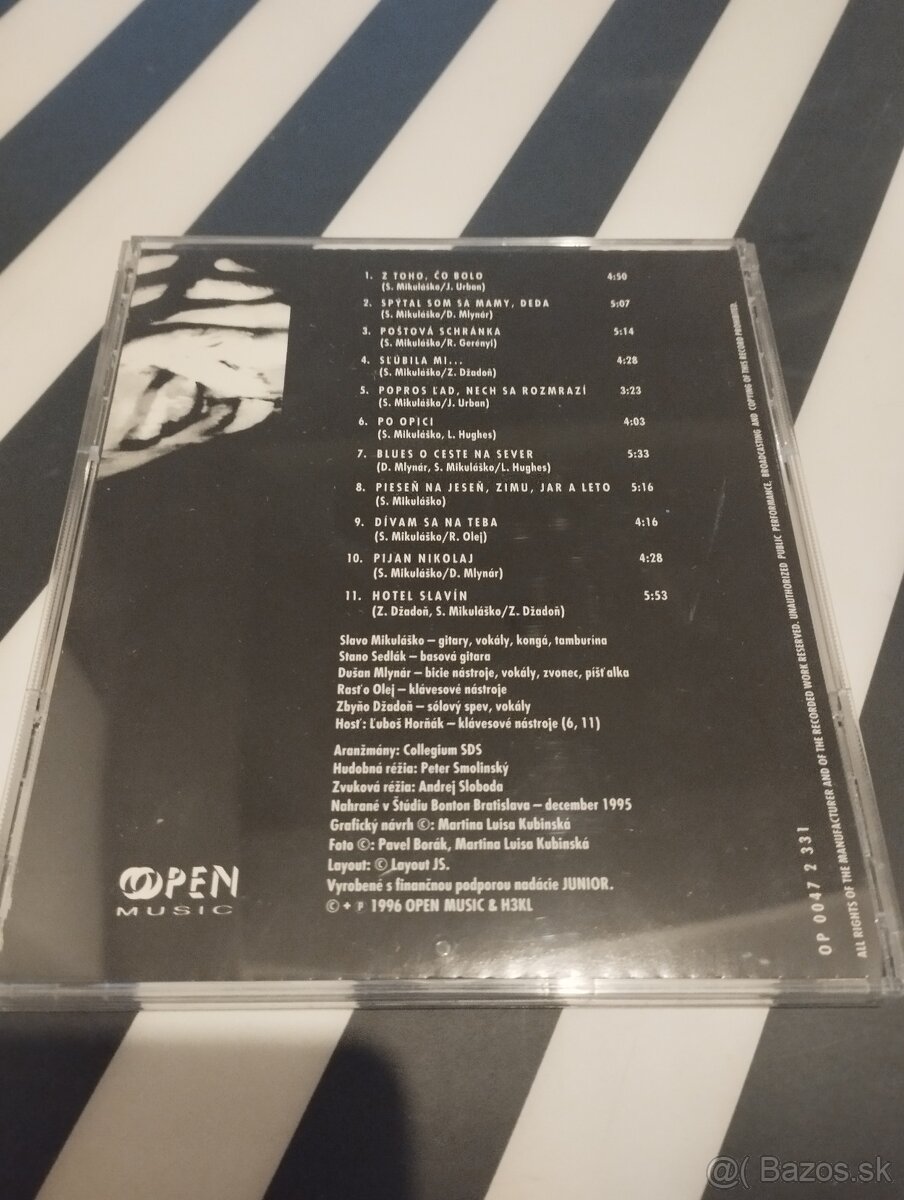 1. Z TOHO, ČO BOLO 4:50
(S. Mikuláško/J. Urban)
2. SPÝTAL SOM SA MAMY, DEDA 5:07
(S. Mikuláško/D. Mlynár)
3. POŠTOVÁ SCHRÁNKA 5:14
(S. Mikuláško/R. Gerényi)
4. SĽÚBILA MI... 4:28
(S. Mikuláško/Z. Džadoň)
5. POPROS ĽAD, NECH SA ROZMRAZÍ 3:23
(S. Mikuláško/J. Urban)
6. PO OPICI 4:03
(S. Mikuláško, L. Hughes)
7. BLUES O CESTE NA SEVER 5:33
(D. Mlynár, S. Mikuláško/L. Hughes)
8. PIESEŇ NA JESEŇ, ZIMU, JAR A LETO 5:16
(S. Mikuláško)
9. DÍVAM SA NA TEBA 4:16
(S. Mikuláško/R. Olej)
10. PIJAN NIKOLAJ 4:28
(S. Mikuláško/D. Mlynár)
11. HOTEL SLAVÍN 5:53
(Z. Džadoň, S. Mikuláško/Z. Džadoň)
Slavo Mikuláško – gitary, vokály, kongá, tamburína
Stano Sedlák – basová gitara
Dušan Mlynár – bicie nástroje, vokály, zvonec, píšťalka
Rasťo Olej – klávesové nástroje
Zbyňo Džadoň – sólový spev, vokály
Hosť: Ľuboš Horňák – klávesové nástroje (6, 11)
Aranžmány: Collegium SDS
Hudobná réžia: Peter Smolinský
Zvuková réžia: Andrej Sloboda
Nahrané v Štúdiu Bonton Bratislava – december 1995
Grafický návrh ©: Martina Luisa Kubinská
Foto ©: Pavel Borák, Martina Luisa Kubinská
Layout: © Layout JS.
Vyrobené s finančnou podporou nadácie JUNIOR.
© + ℗ 1996 OPEN MUSIC & H3KL
OPEN
MUSIC
OP 0047 2 331
ALL RIGHTS OF THE MANUFACTURER AND OF THE RECORDED WORK RESERVED. UNAUTHORIZED PUBLIC PERFORMANCE, BROADCASTING AND COPYING OF THIS RECORD PROHIBITED.
@( Bazos.sk